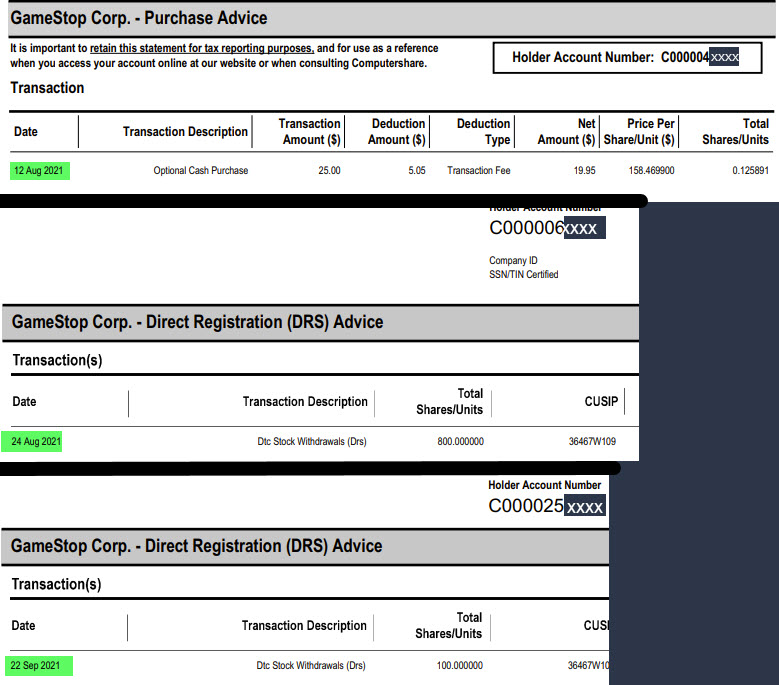 GameStop Corp. - Purchase Advice
It is important to retain this statement for tax reporting purposes, and for use as a reference
when you access your account online at our website or when consulting Computershare.
Holder Account Number: C000004xxxx
Transaction
Date Transaction Description Transaction Amount ($) Deduction Amount ($) Deduction Type Net Amount ($) Price Per Share/Unit ($) Total Shares/Units
12 Aug 2021 Optional Cash Purchase 25.00 5.05 Transaction Fee 19.95 158.469900 0.125891
Holder Account Number
C000006xxxx
Company ID
SSN/TIN Certified
GameStop Corp. - Direct Registration (DRS) Advice
Transaction(s)
Date Transaction Description Total Shares/Units CUSIP
24 Aug 2021 Dtc Stock Withdrawals (Drs) 800.000000 36467W109
Holder Account Number
C000025xxxx
GameStop Corp. - Direct Registration (DRS) Advice
Transaction(s)
Date Transaction Description Total Shares/Units CUSI
22 Sep 2021 Dtc Stock Withdrawals (Drs) 100.000000 36467W10